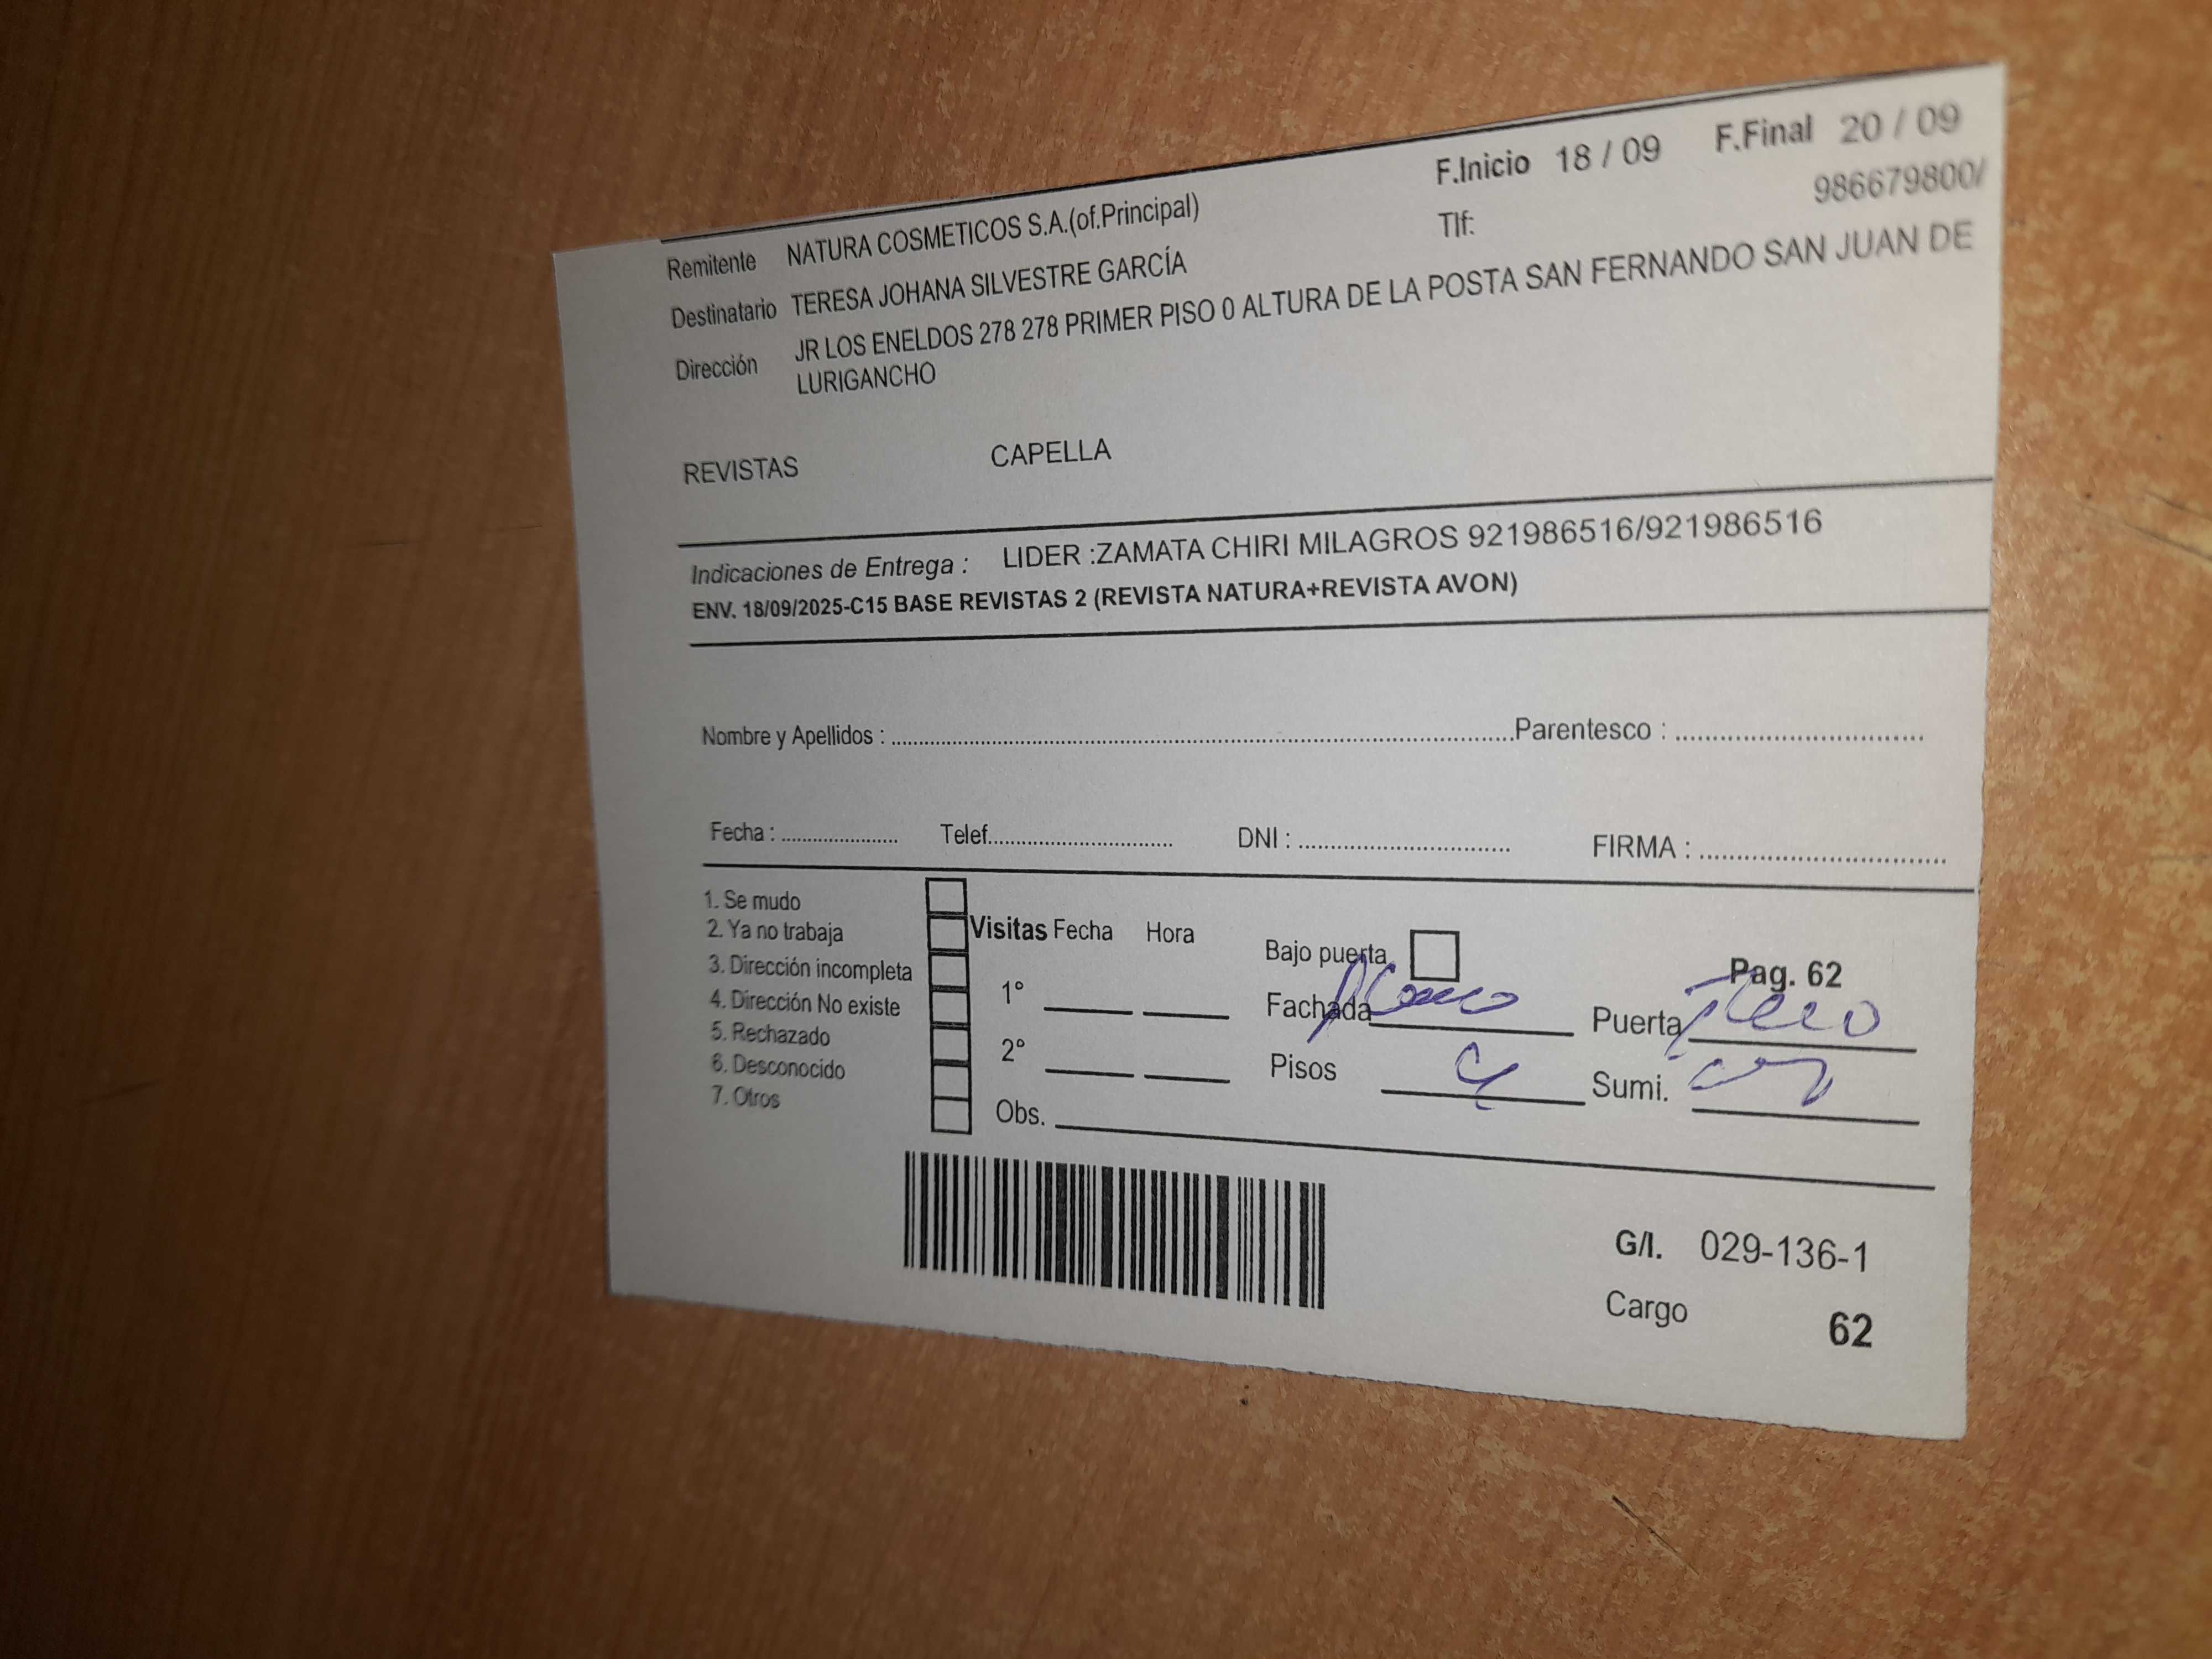 F.Inicio 18 / 09 F.Final 20 / 09
Remitente NATURA COSMETICOS S.A.(of.Principal) Tlf: 986679800/
Destinatario TERESA JOHANA SILVESTRE GARCÍA
Dirección JR LOS ENELDOS 278 278 PRIMER PISO 0 ALTURA DE LA POSTA SAN FERNANDO SAN JUAN DE
LURIGANCHO
REVISTAS CAPELLA
Indicaciones de Entrega : LIDER :ZAMATA CHIRI MILAGROS 921986516/921986516
ENV. 18/09/2025-C15 BASE REVISTAS 2 (REVISTA NATURA+REVISTA AVON)
Nombre y Apellidos : Parentesco :
Fecha : Telef. DNI : FIRMA :
1. Se mudo
2. Ya no trabaja
3. Dirección incompleta
4. Dirección No existe
5. Rechazado
6. Desconocido
7. Otros
Visitas Fecha Hora
1°
2°
Obs.
Bajo puerta Pag. 62
Fachada Puerta
Pisos 4 Sumi.
G/I. 029-136-1
Cargo 62